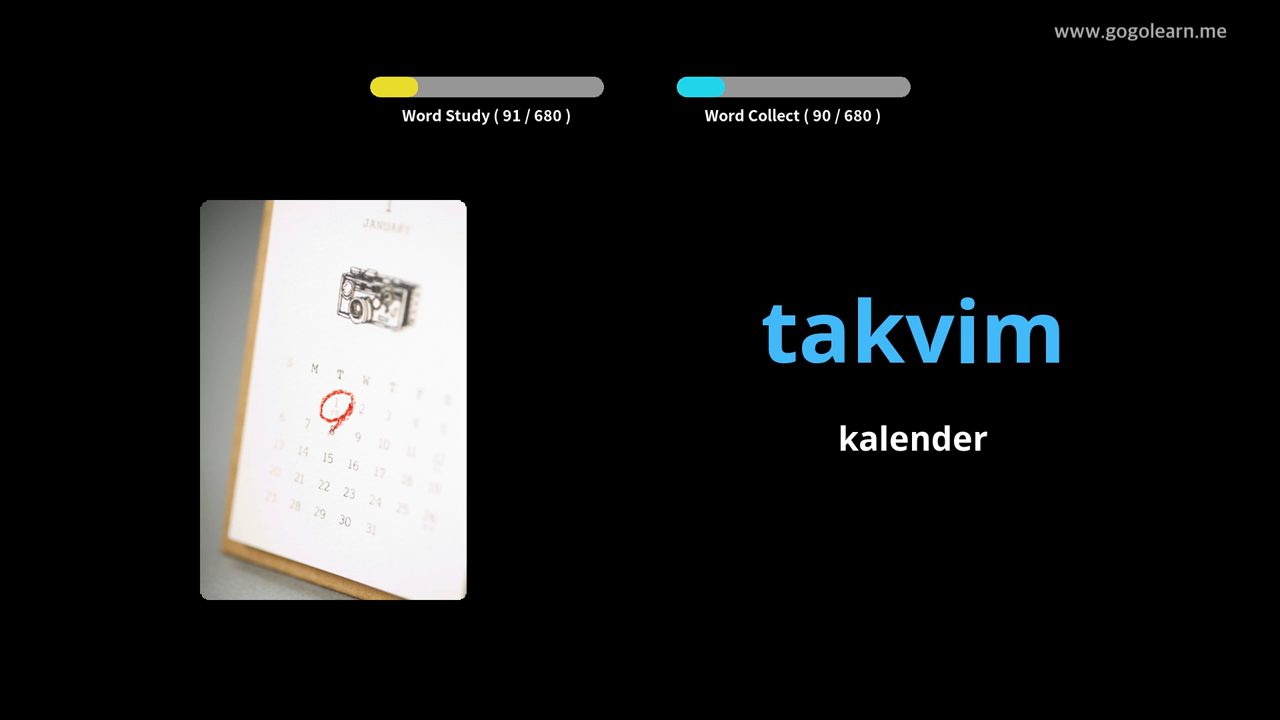 www.gogolearn.me
Word Study ( 91 / 680 )
Word Collect ( 90 / 680 )
JANUARY
S M T W T F S
1 2 3 4 5
6 7 8 9 10 11 12
13 14 15 16 17 18 19
20 21 22 23 24 25 26
28 29 30 31
takvim
kalender